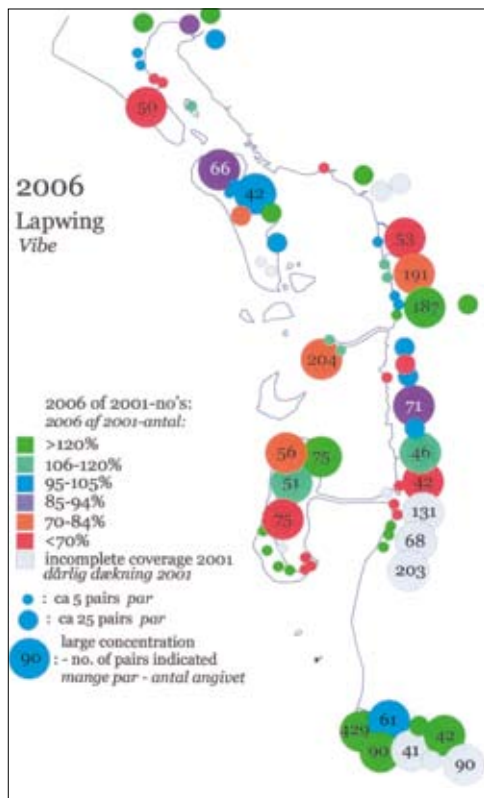 50
66
42
2006
Lapwing
Vibe
53
191
187
204
71
56
75
46
51
42
75
131
68
203
2006 of 2001-no's:
2006 af 2001-antal:
>120%
106-120%
95-105%
85-94%
70-84%
<70%
incomplete coverage 2001
dårlig dækning 2001
: ca 5 pairs par
: ca 25 pairs par
large concentration
90 : - no. of pairs indicated
mange par - antal angivet
61
429
42
90
41
90